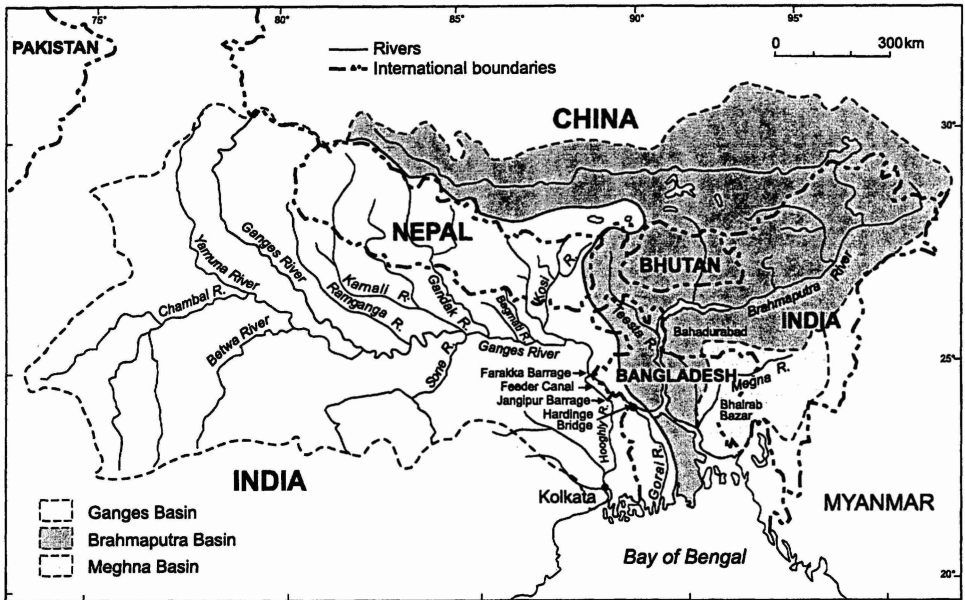 75°
80°
85°
90°
95°
PAKISTAN
Rivers
International boundaries
0
300km
CHINA
30°
NEPAL
BHUTAN
Yamuna River
Ganges River
Chambal R.
Karnali R.
Ramganga R.
Gandak R.
Bagmati R.
Kosi R.
Teesta R.
Brahmaputra River
INDIA
Bahadurabad
Betwa River
Sone R.
Ganges River
25°
Farakka Barrage
Feeder Canal
Jangipur Barrage
Hardinge
Bridge
BANGLADESH
Megna R.
Bhairab
Bazar
Hooghly R.
Gorai R.
INDIA
Kolkata
MYANMAR
Ganges Basin
Brahmaputra Basin
Meghna Basin
Bay of Bengal
20°